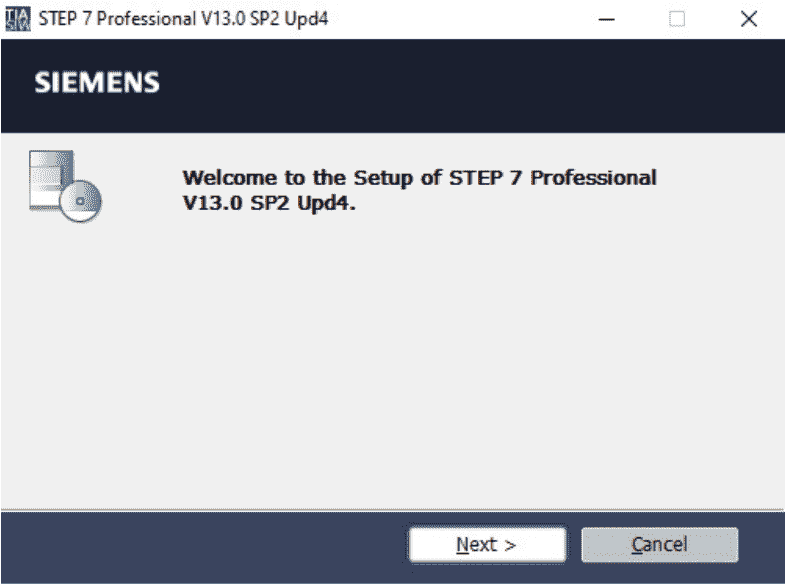 TIA
STEP 7 Professional V13.0 SP2 Upd4
SIEMENS
Welcome to the Setup of STEP 7 Professional
V13.0 SP2 Upd4.
Next >
Cancel